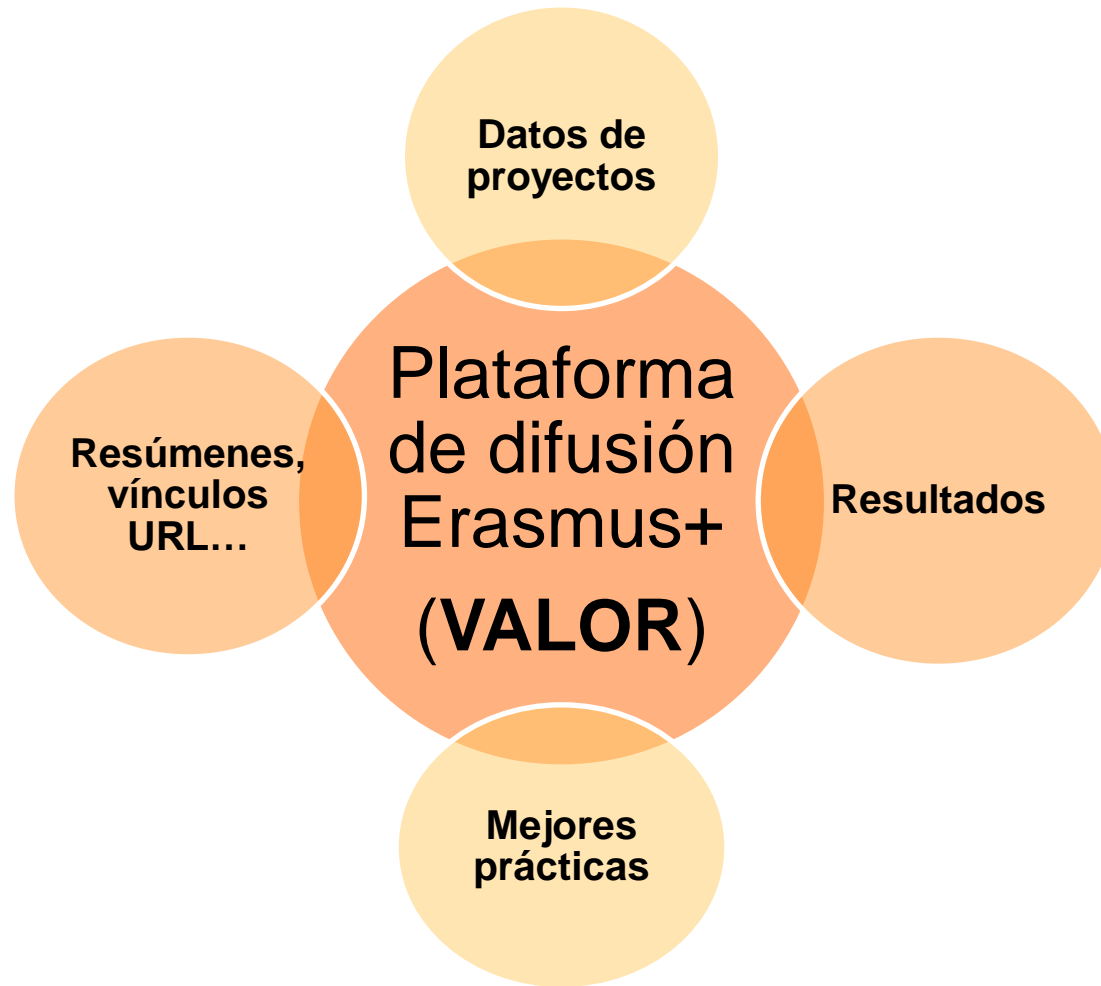 Datos de
proyectos
Plataforma
de difusión
Erasmus+
(VALOR)
Resúmenes,
vínculos
URL…
Resultados
Mejores
prácticas